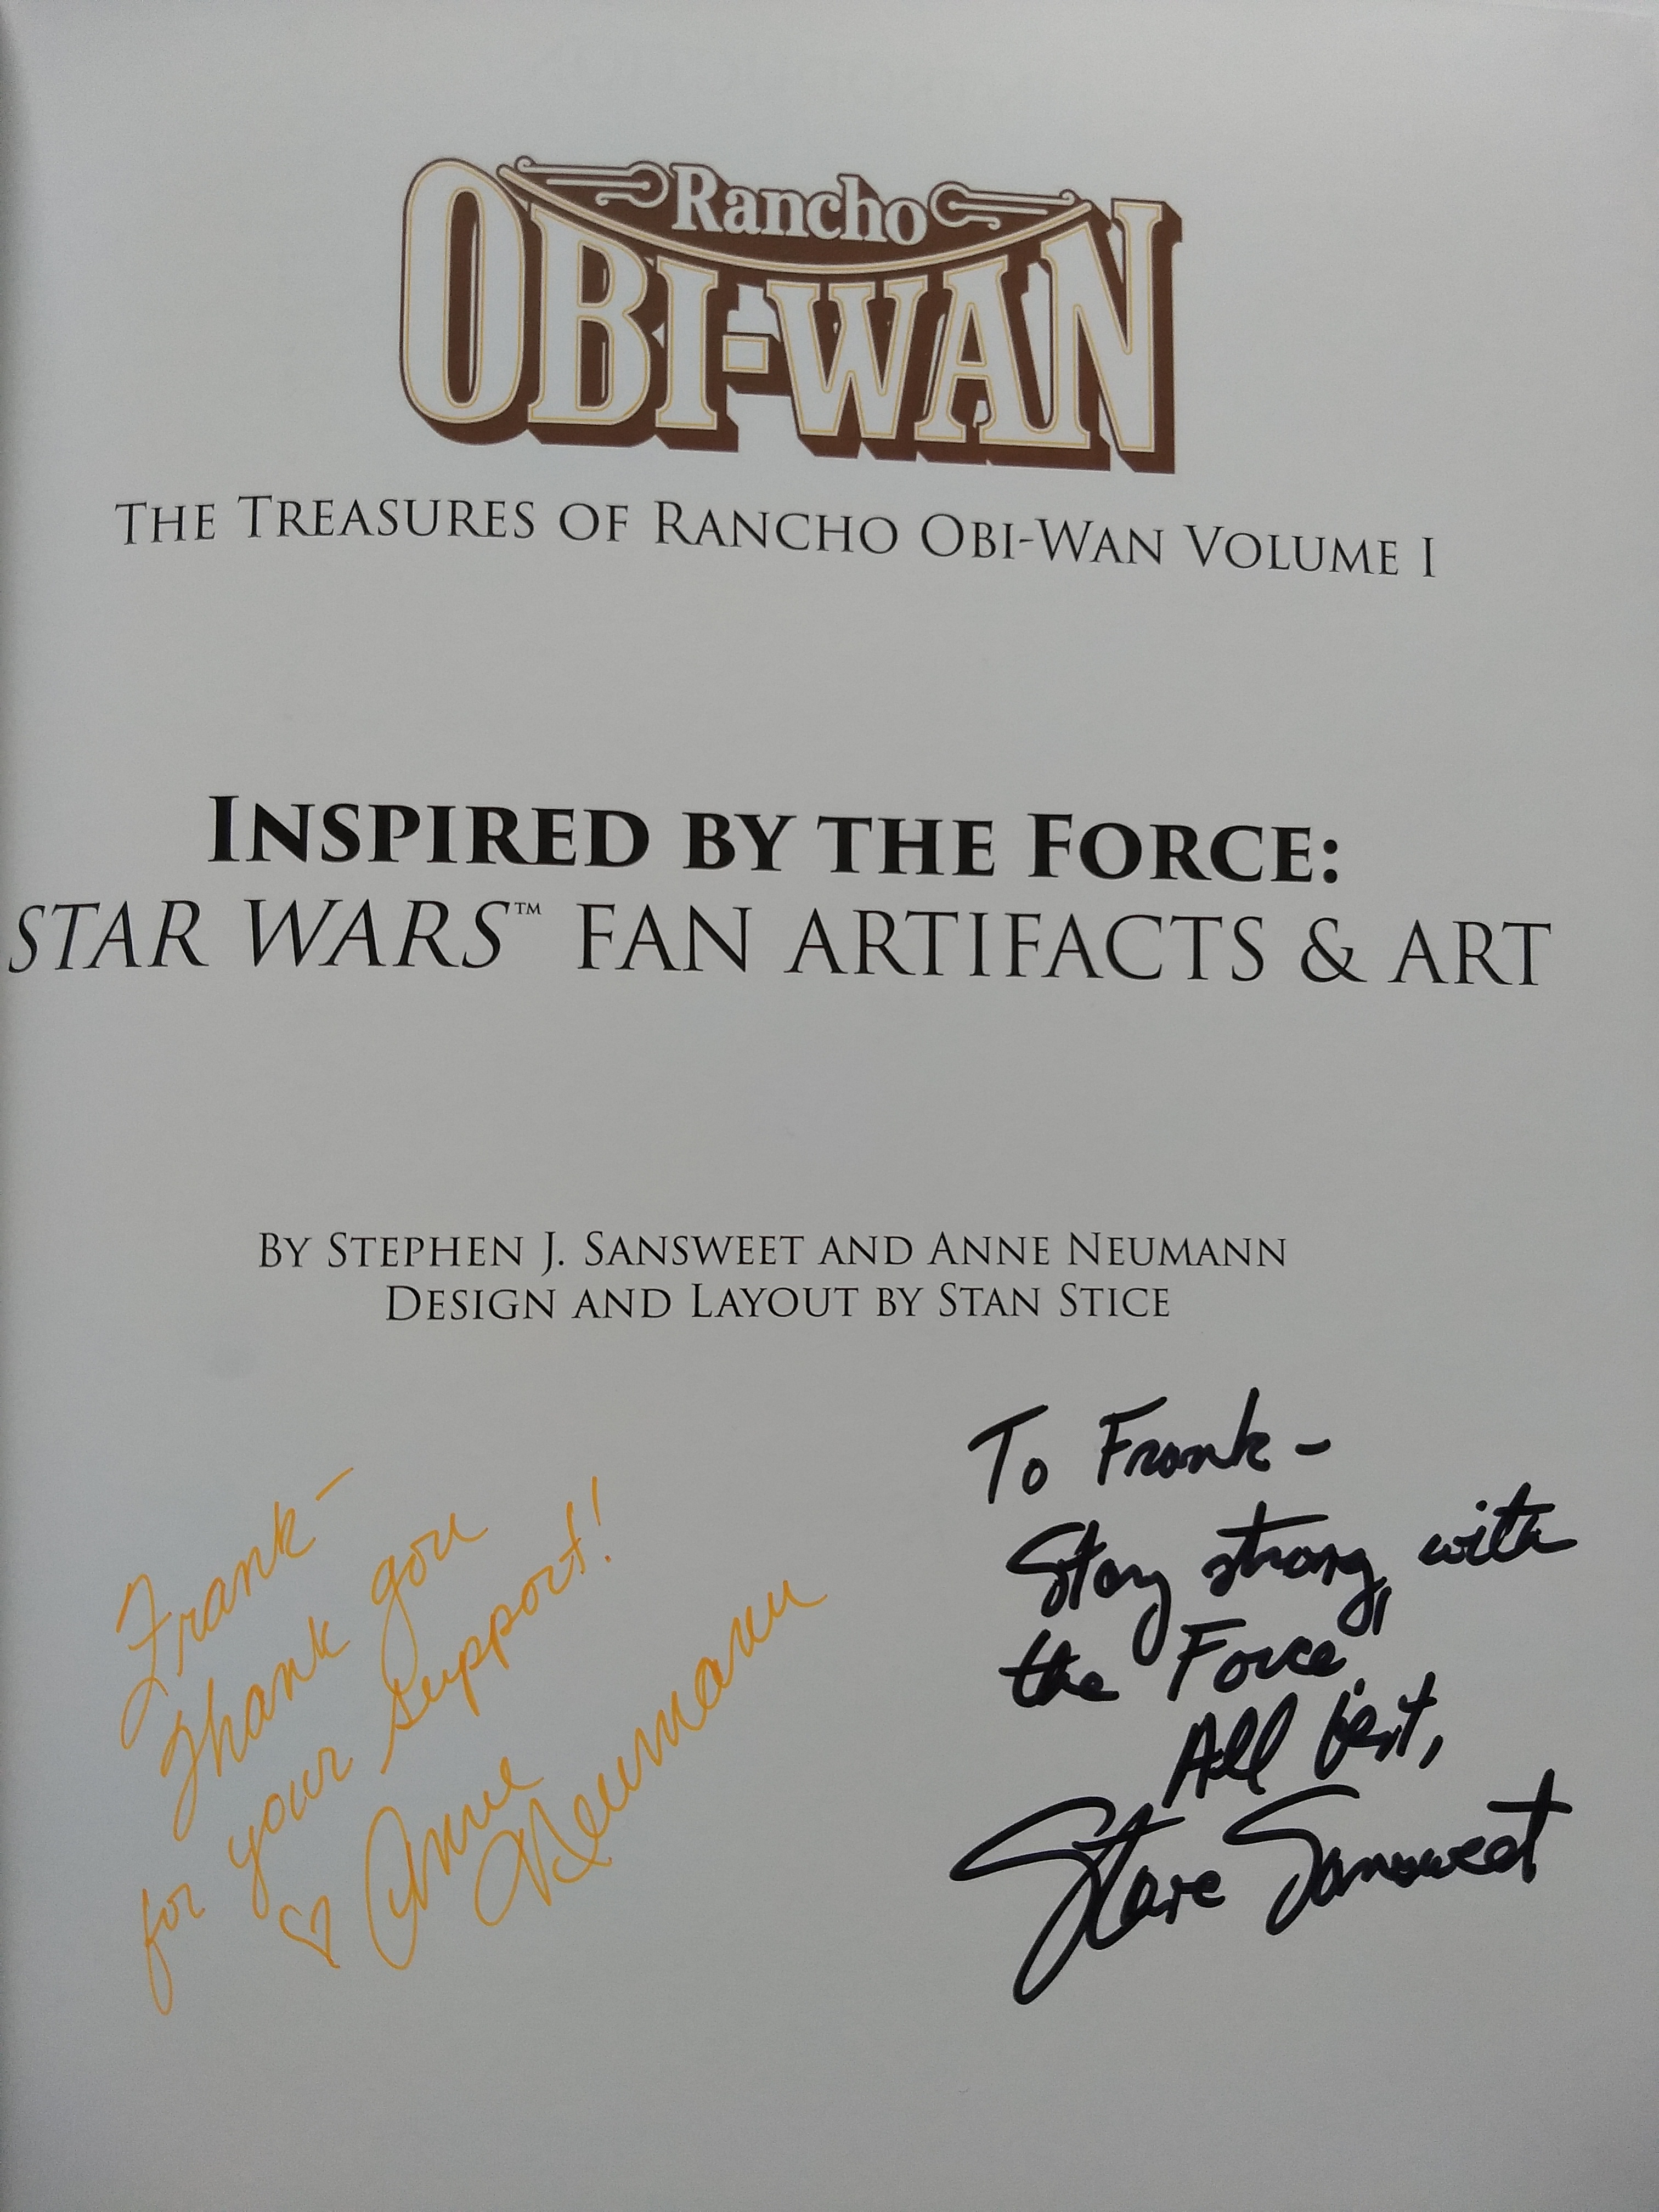 Rancho
OBI-WAN
The Treasures of Rancho Obi-Wan Volume I
Inspired by the Force:
STAR WARS™ FAN ARTIFACTS & ART
By Stephen J. Sansweet and Anne Neumann
Design and Layout by Stan Stice
Frank-
Thank you
for your support!
♡ Anne
Neumann
To Frank-
Stay strong, with
the Force.
All best,
Steve Sansweet